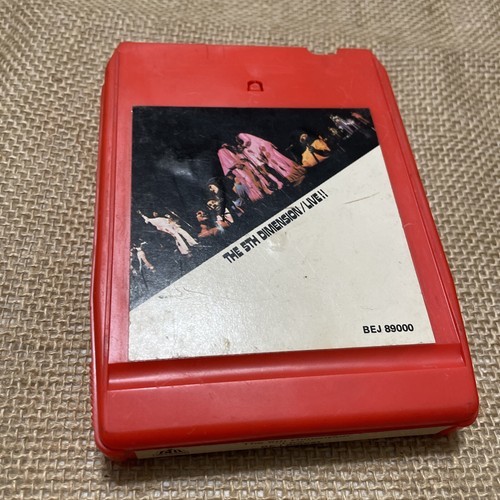 THE 5TH DIMENSION/LIVE!!
BEJ 89000